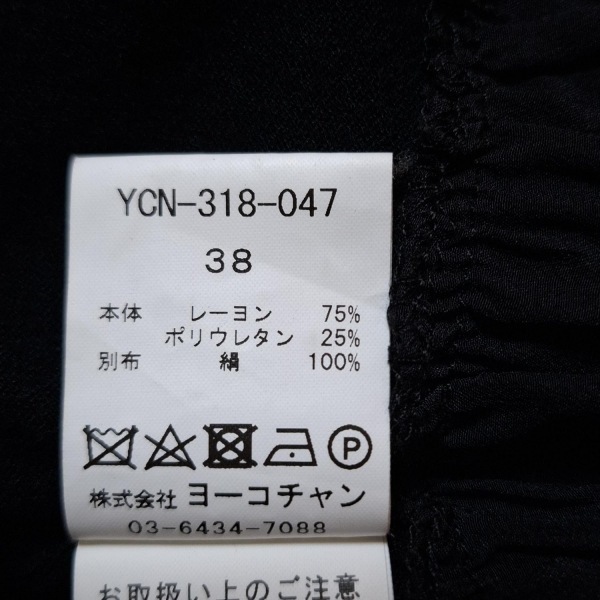 YCN-318-047
38
本体 レーヨン 75%
ポリウレタン 25%
別布 絹 100%
P
株式会社 ヨーコチャン
03-6434-7088
お取扱い上のご注意